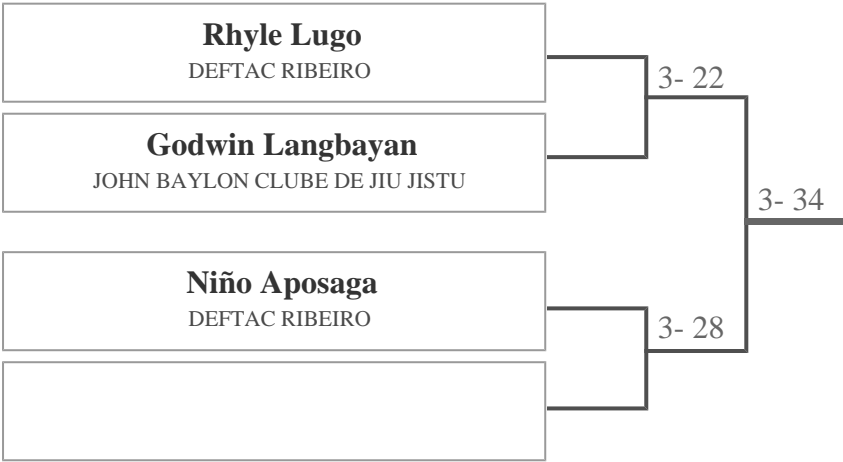 Rhyle Lugo
DEFTAC RIBEIRO
3- 22
Godwin Langbayan
JOHN BAYLON CLUBE DE JIU JISTU
3- 34
Niño Aposaga
DEFTAC RIBEIRO
3- 28